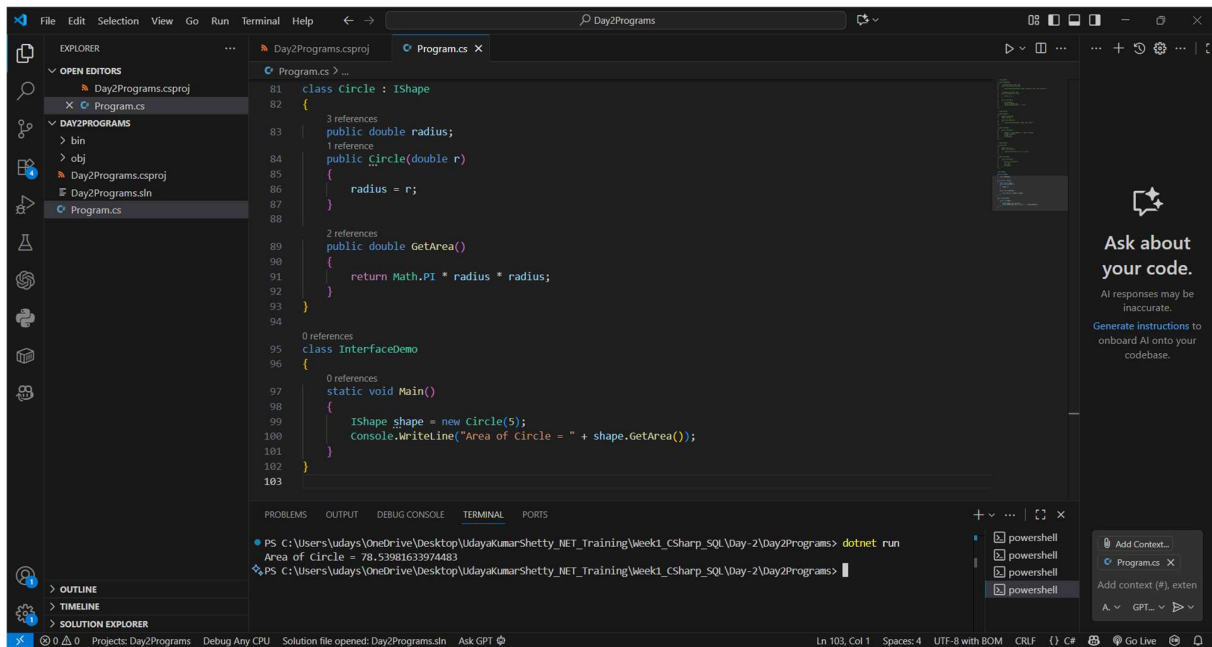 File Edit Selection View Go Run Terminal Help
Day2Programs
EXPLORER
OPEN EDITORS
Day2Programs.csproj
Program.cs
DAY2PROGRAMS
bin
obj
Day2Programs.csproj
Day2Programs.sln
Program.cs
OUTLINE
TIMELINE
SOLUTION EXPLORER
4
1
1
Day2Programs.csproj Program.cs
Program.cs > ...
81 class Circle : IShape
82 {
3 references
83 public double radius;
1 reference
84 public Circle(double r)
85 {
86 radius = r;
87 }
88
2 references
89 public double GetArea()
90 {
91 return Math.PI * radius * radius;
92 }
93 }
94
0 references
95 class InterfaceDemo
96 {
0 references
97 static void Main()
98 {
99 IShape shape = new Circle(5);
100 Console.WriteLine("Area of Circle = " + shape.GetArea());
101 }
102 }
103
PROBLEMS OUTPUT DEBUG CONSOLE TERMINAL PORTS
PS C:\Users\udays\OneDrive\Desktop\UdayaKumarShetty_NET_Training\Week1_CSharp_SQL\Day-2\Day2Programs> dotnet run
Area of Circle = 78.53981633974483
PS C:\Users\udays\OneDrive\Desktop\UdayaKumarShetty_NET_Training\Week1_CSharp_SQL\Day-2\Day2Programs>
powershell
powershell
powershell
powershell
Ask about
your code.
AI responses may be
inaccurate.
Generate instructions to
onboard AI onto your
codebase.
Add Context...
Program.cs
Add context (#), exten
A. GPT...
0 0 Projects: Day2Programs Debug Any CPU Solution file opened: Day2Programs.sln Ask GPT
Ln 103, Col 1 Spaces: 4 UTF-8 with BOM CRLF {} C# Go Live